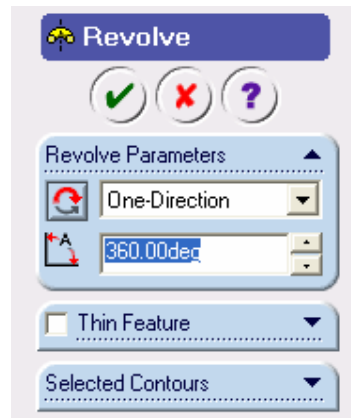 Revolve
?
Revolve Parameters
One-Direction
A
360.00deg
Thin Feature
Selected Contours